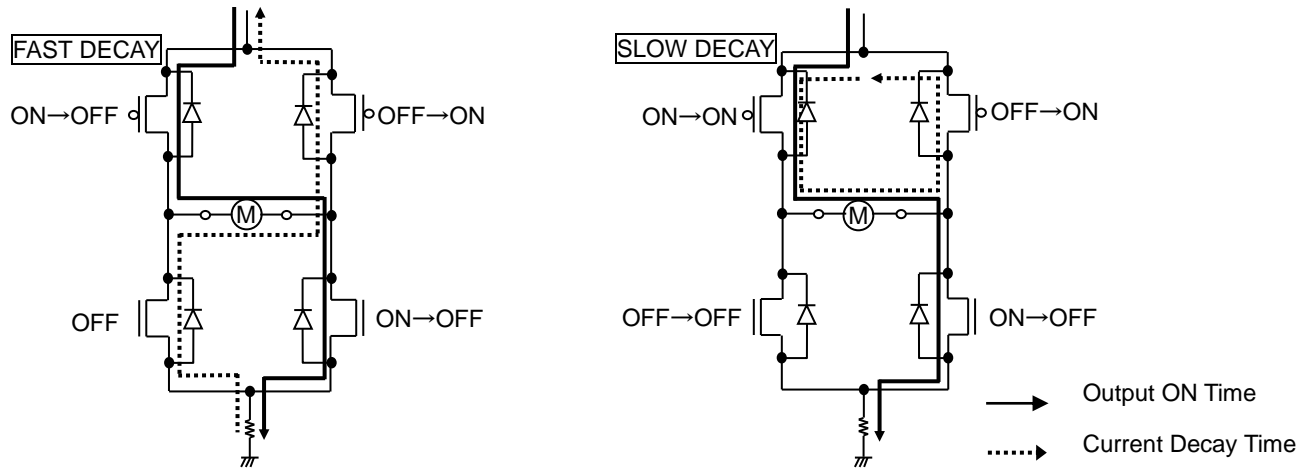 FAST DECAY
ON→OFF
OFF→ON
M
OFF
ON→OFF
SLOW DECAY
ON→ON
OFF→ON
M
OFF→OFF
ON→OFF
Output ON Time
Current Decay Time